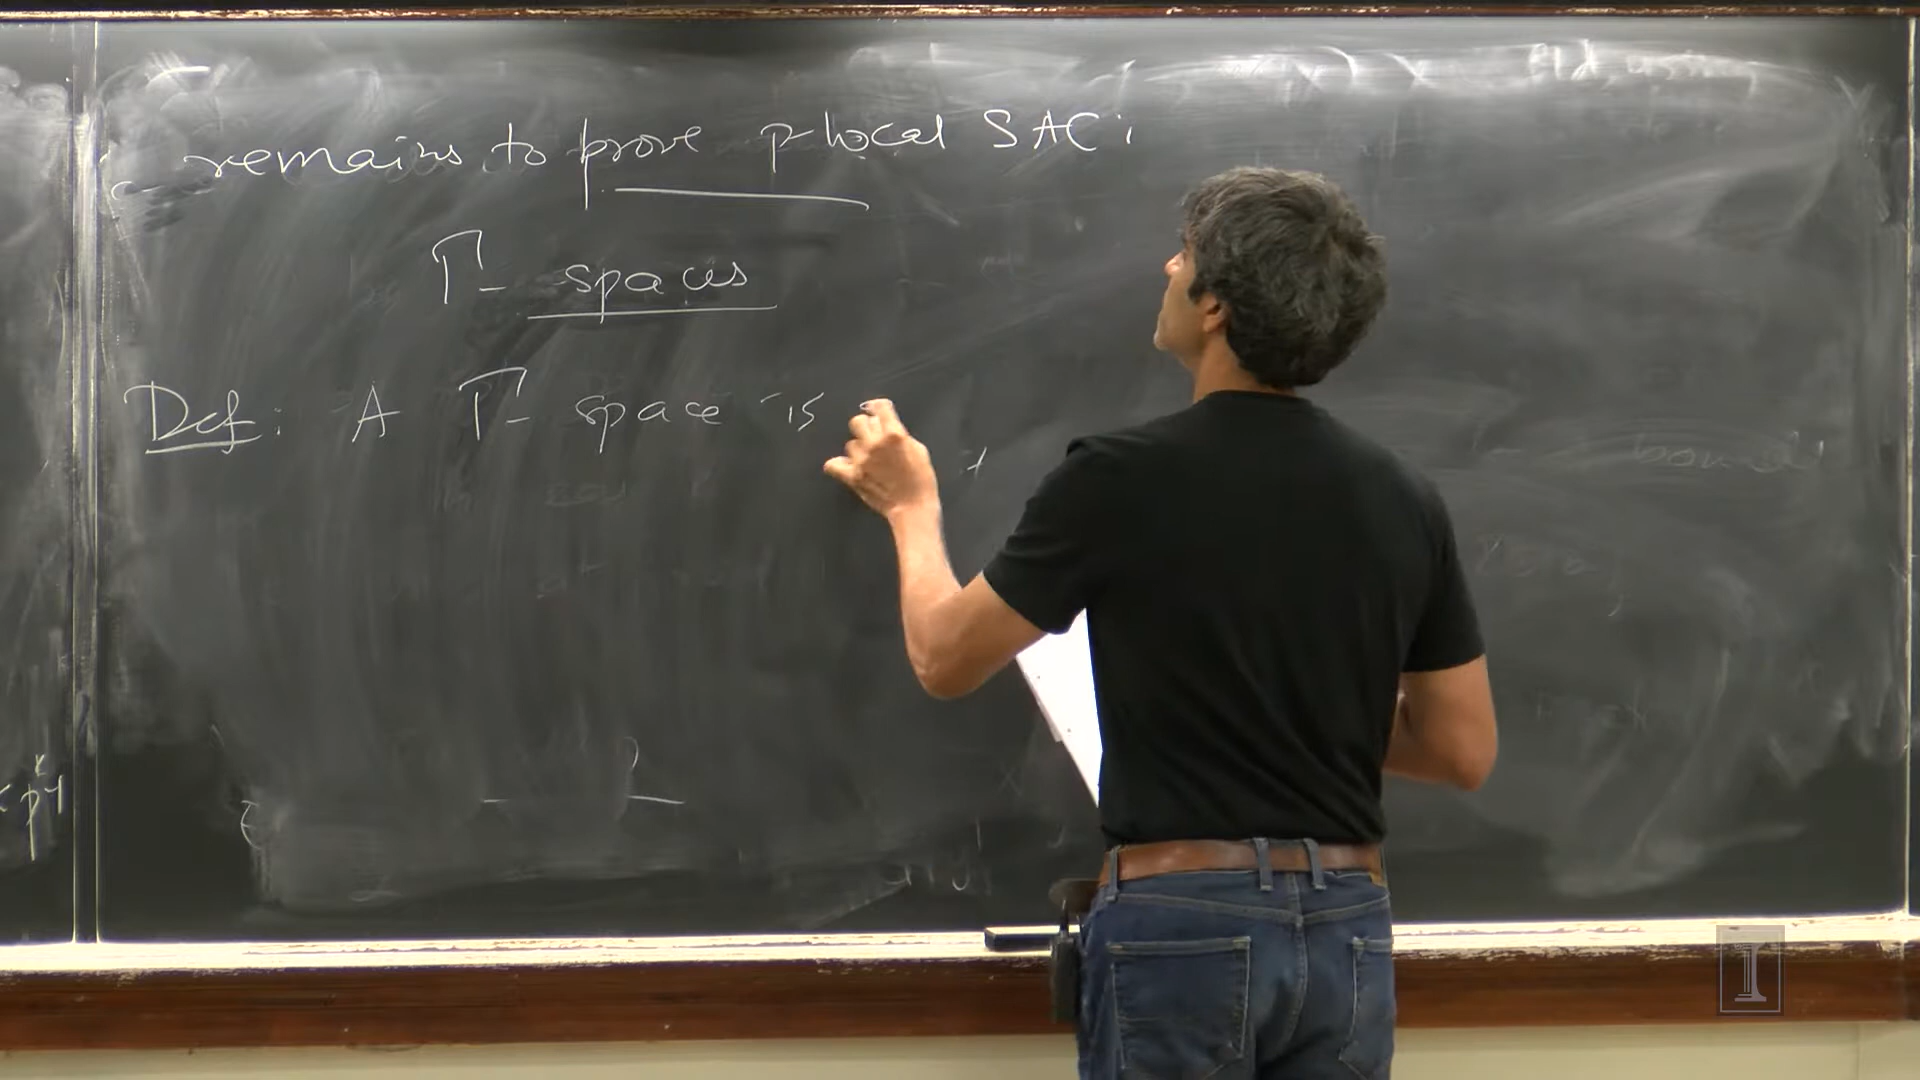 remains to prove p-local SAC:
Γ-spaces
Def: A Γ-space is